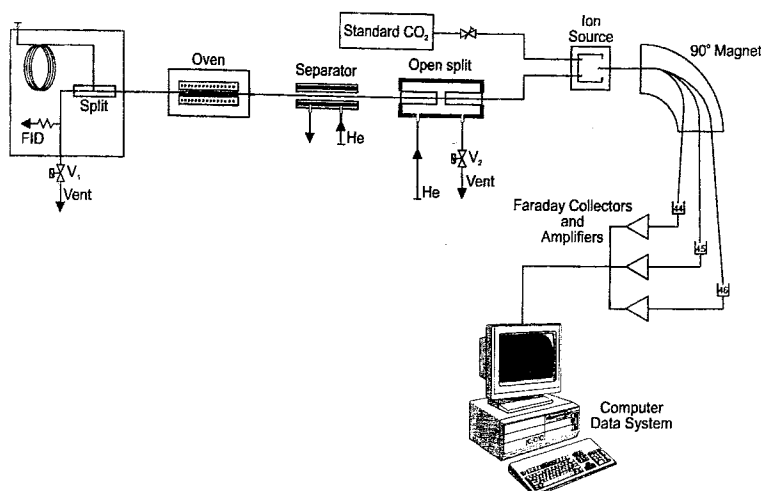 Standard CO2
Ion
Source
90° Magnet
Oven
Separator
Open split
Split
FID
V1
Vent
He
He
V2
Vent
Faraday Collectors
and
Amplifiers
44
45
46
Computer
Data System